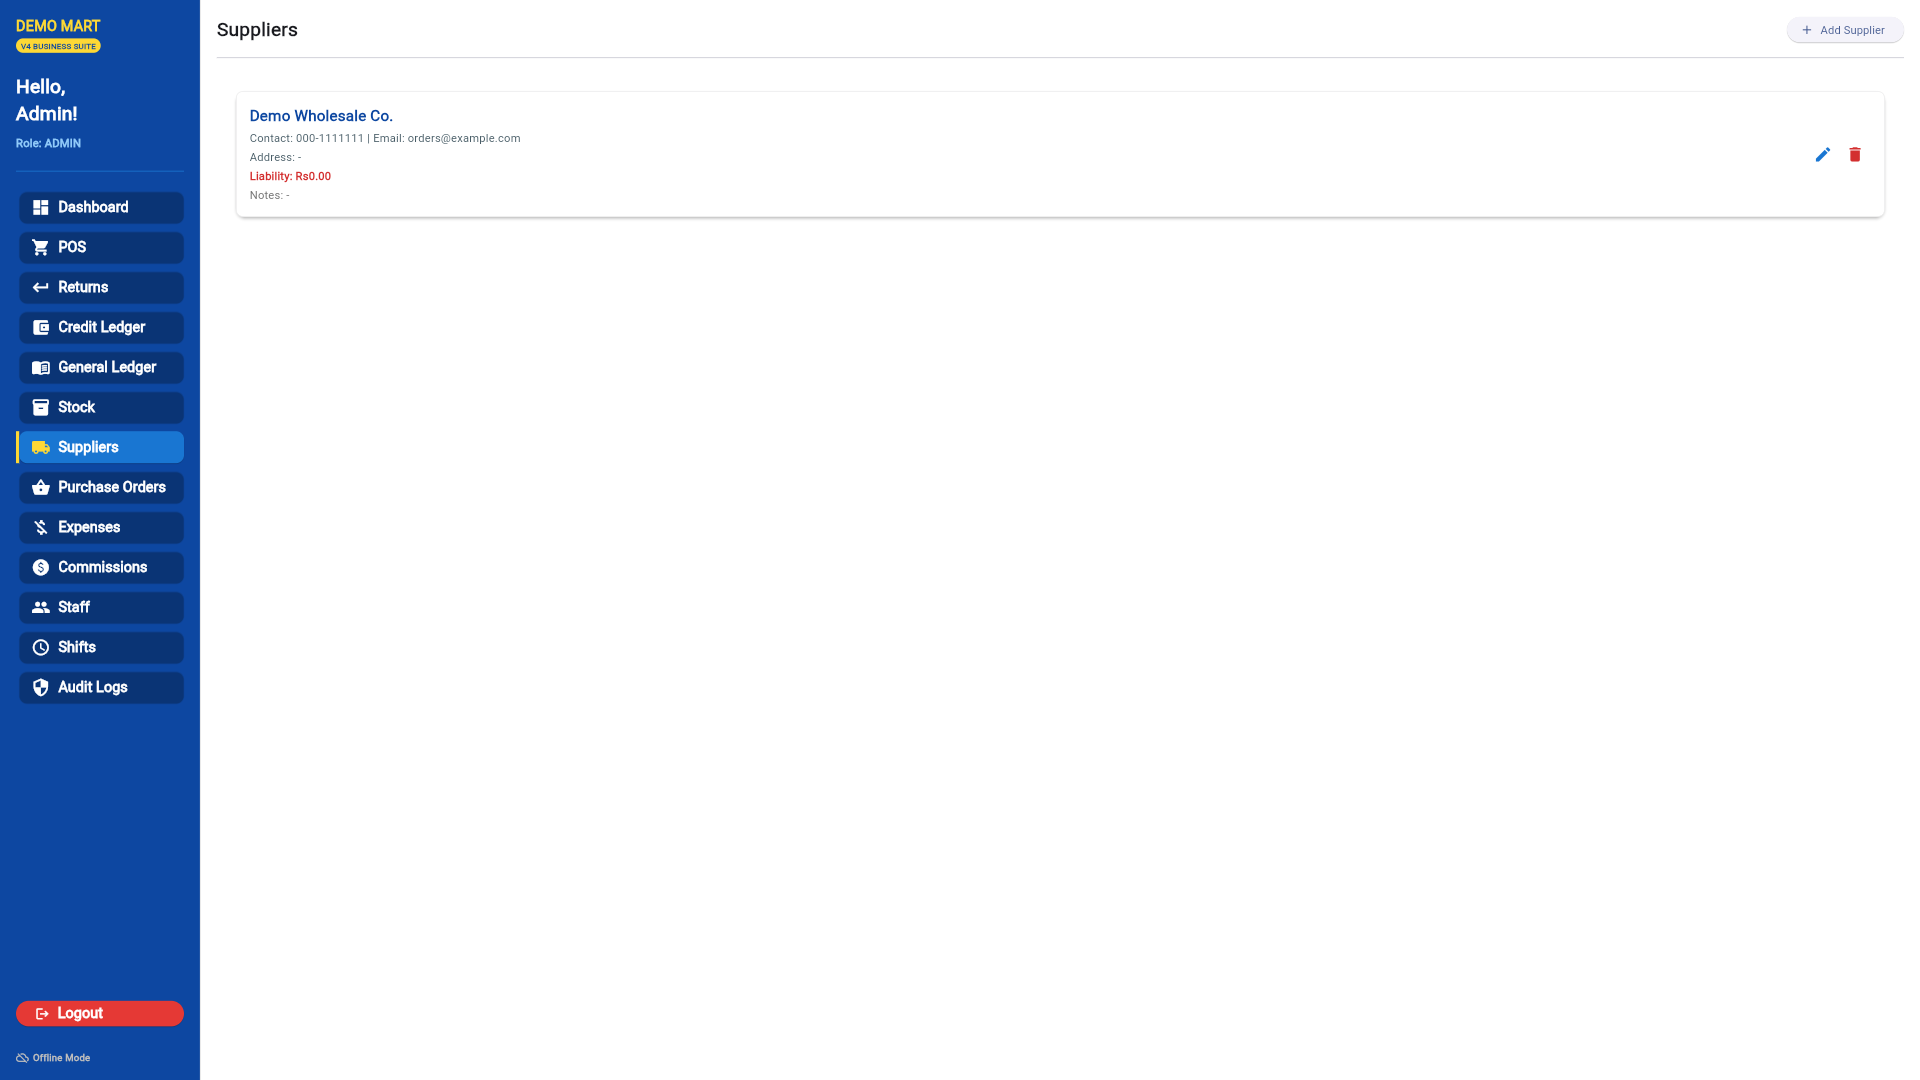 DEMO MART
V4 BUSINESS SUITE
Hello,
Admin!
Role: ADMIN
Dashboard
POS
Returns
Credit Ledger
General Ledger
Stock
Suppliers
Purchase Orders
Expenses
Commissions
Staff
Shifts
Audit Logs
Logout
Offline Mode
Suppliers
Add Supplier
Demo Wholesale Co.
Contact: 000-1111111 | Email: orders@example.com
Address: -
Liability: Rs0.00
Notes: -